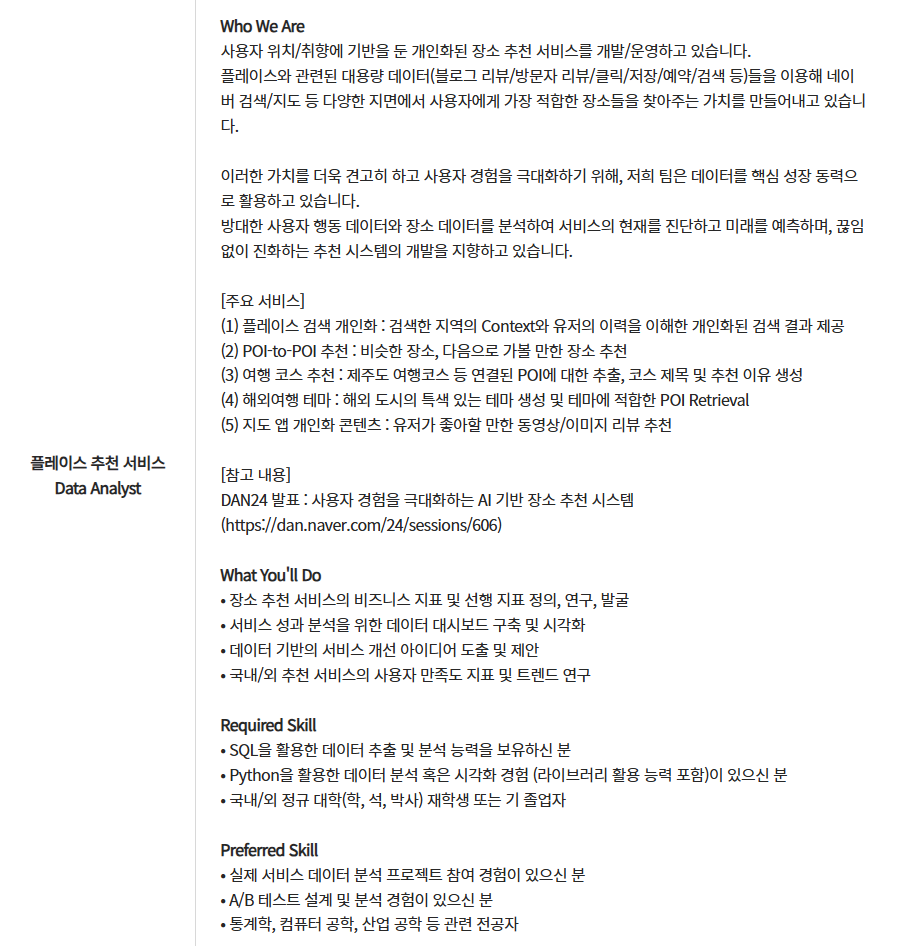 Who We Are
사용자 위치/취향에 기반을 둔 개인화된 장소 추천 서비스를 개발/운영하고 있습니다.
플레이스와 관련된 대용량 데이터(블로그 리뷰/방문자 리뷰/클릭/저장/예약/검색 등)들을 이용해 네이
버 검색/지도 등 다양한 지면에서 사용자에게 가장 적합한 장소들을 찾아주는 가치를 만들어내고 있습니
다.
이러한 가치를 더욱 견고히 하고 사용자 경험을 극대화하기 위해, 저희 팀은 데이터를 핵심 성장 동력으
로 활용하고 있습니다.
방대한 사용자 행동 데이터와 장소 데이터를 분석하여 서비스의 현재를 진단하고 미래를 예측하며, 끊임
없이 진화하는 추천 시스템의 개발을 지향하고 있습니다.
[주요 서비스]
(1) 플레이스 검색 개인화 : 검색한 지역의 Context와 유저의 이력을 이해한 개인화된 검색 결과 제공
(2) POI-to-POI 추천 : 비슷한 장소, 다음으로 가볼 만한 장소 추천
(3) 여행 코스 추천 : 제주도 여행코스 등 연결된 POI에 대한 추출, 코스 제목 및 추천 이유 생성
(4) 해외여행 테마 : 해외 도시의 특색 있는 테마 생성 및 테마에 적합한 POI Retrieval
(5) 지도 앱 개인화 콘텐츠 : 유저가 좋아할 만한 동영상/이미지 리뷰 추천
플레이스 추천 서비스
Data Analyst
[참고 내용]
DAN24 발표 : 사용자 경험을 극대화하는 AI 기반 장소 추천 시스템
(https://dan.naver.com/24/sessions/606)
What You'll Do
• 장소 추천 서비스의 비즈니스 지표 및 선행 지표 정의, 연구, 발굴
• 서비스 성과 분석을 위한 데이터 대시보드 구축 및 시각화
• 데이터 기반의 서비스 개선 아이디어 도출 및 제안
• 국내/외 추천 서비스의 사용자 만족도 지표 및 트렌드 연구
Required Skill
• SQL을 활용한 데이터 추출 및 분석 능력을 보유하신 분
• Python을 활용한 데이터 분석 혹은 시각화 경험 (라이브러리 활용 능력 포함)이 있으신 분
• 국내/외 정규 대학(학, 석, 박사) 재학생 또는 기 졸업자
Preferred Skill
• 실제 서비스 데이터 분석 프로젝트 참여 경험이 있으신 분
• A/B 테스트 설계 및 분석 경험이 있으신 분
• 통계학, 컴퓨터 공학, 산업 공학 등 관련 전공자